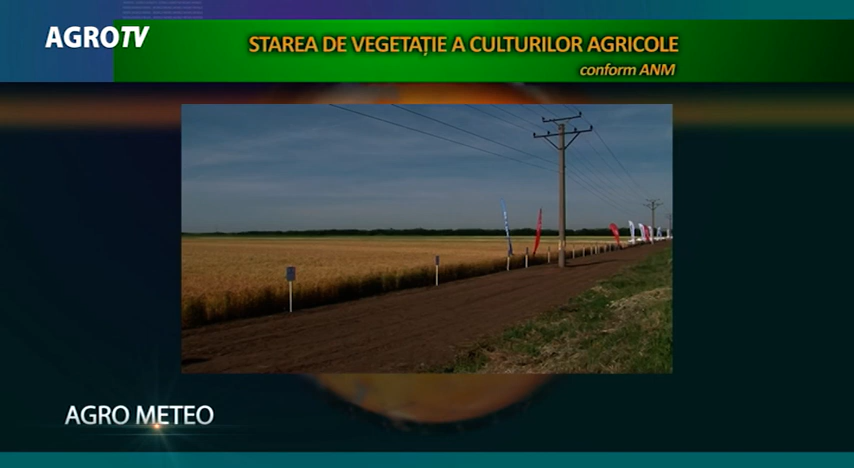 AGROTV
STAREA DE VEGETAȚIE A CULTURILOR AGRICOLE
conform ANM
AGRO METEO